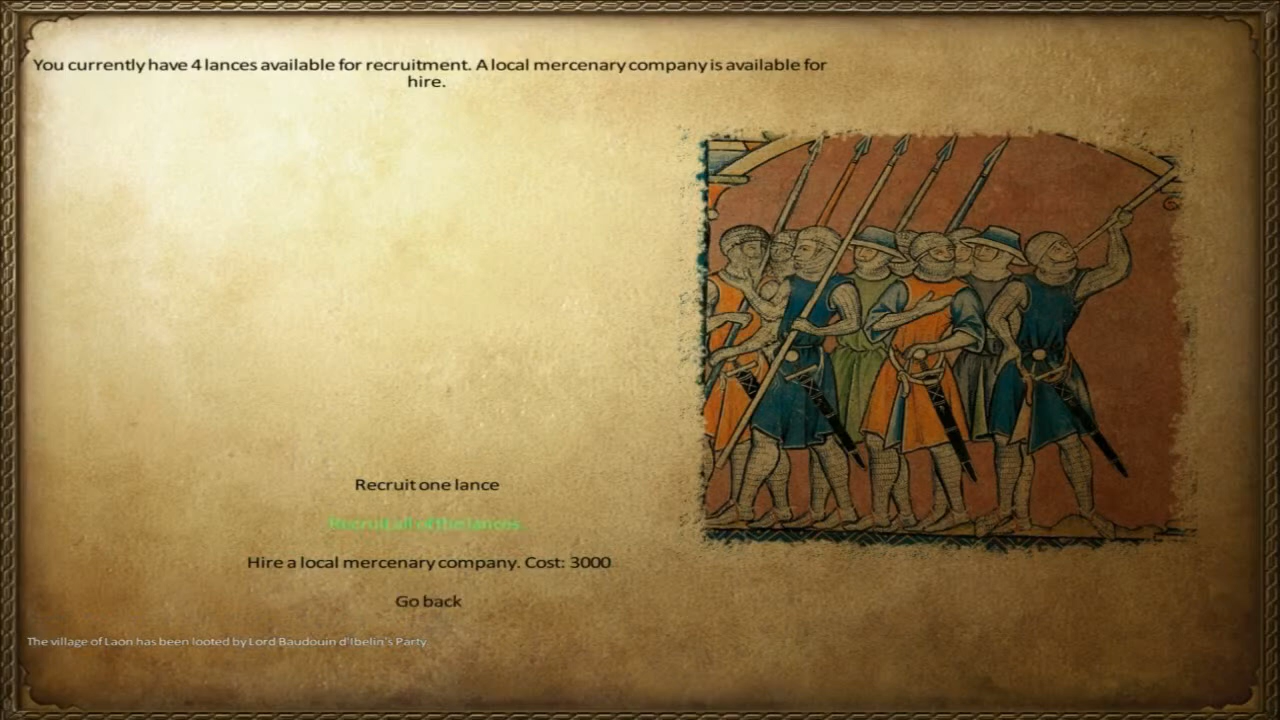 You currently have 4 lances available for recruitment. A local mercenary company is available for
hire.
Recruit one lance
Recruit all of the lances.
Hire a local mercenary company. Cost: 3000
Go back
The village of Laon has been looted by Lord Baudouin d'Ibelin's Party.